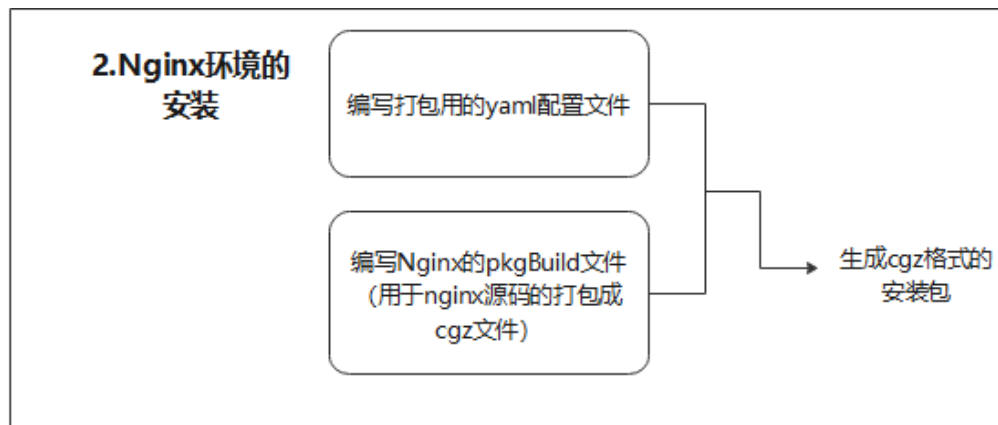 2.Nginx环境的
安装
编写打包用的yaml配置文件
编写Nginx的pkgBuild文件
（用于nginx源码的打包成
cgz文件）
生成cgz格式的
安装包